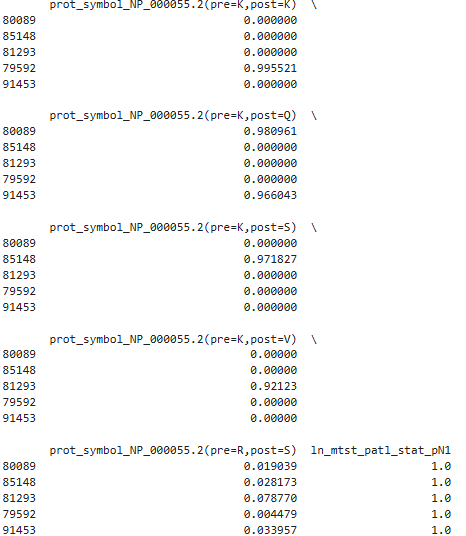 prot_symbol_NP_000055.2(pre=K,post=K)  \
80089                               0.000000
85148                               0.000000
81293                               0.000000
79592                               0.995521
91453                               0.000000
prot_symbol_NP_000055.2(pre=K,post=Q)  \
80089                               0.980961
85148                               0.000000
81293                               0.000000
79592                               0.000000
91453                               0.966043
prot_symbol_NP_000055.2(pre=K,post=S)  \
80089                               0.000000
85148                               0.971827
81293                               0.000000
79592                               0.000000
91453                               0.000000
prot_symbol_NP_000055.2(pre=K,post=V)  \
80089                                0.00000
85148                                0.00000
81293                                0.92123
79592                                0.00000
91453                                0.00000
prot_symbol_NP_000055.2(pre=R,post=S)  ln_mtst_patl_stat_pN1
80089                               0.019039                    1.0
85148                               0.028173                    1.0
81293                               0.078770                    1.0
79592                               0.004479                    1.0
91453                               0.033957                    1.0